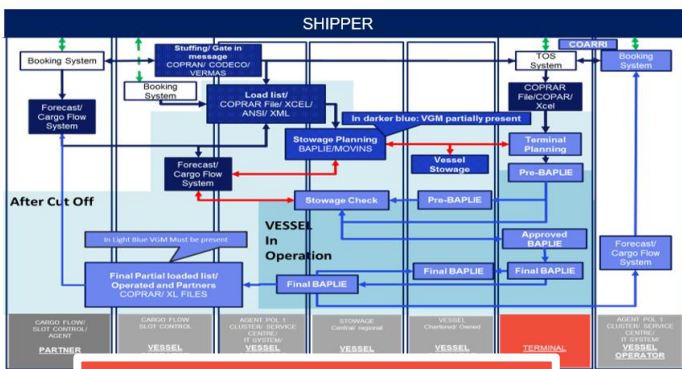 SHIPPER
COARRI
Booking System
Stuffing/ Gate in
message
COPRAN/ CODECO/
VERMAS
TOS
System
Booking
System
Booking
System
Forecast/
Cargo Flow
System
Load list/
COPRAR File/ XCEL/
ANSI/ XML
COPRAR
File/COPAR/
Xcel
In darker blue: VGM partially present
Stowage Planning
BAPLIE/MOVINS
Terminal
Planning
Vessel
Stowage
Forecast/
Cargo Flow
System
Pre-BAPLIE
After Cut Off
Stowage Check
Pre-BAPLIE
VESSEL
In
Operation
Approved
BAPLIE
In Light Blue VGM Must be present
Forecast/
Cargo Flow
System
Final Partial loaded list/
Operated and Partners
COPRAR/ XL FILES
Final BAPLIE
Final BAPLIE
Final BAPLIE
CARGO FLOW/
SLOT CONTROL/
AGENT
PARTNER
CARGO FLOW
SLOT CONTROL
VESSEL
AGENT POL 1
CLUSTER/ SERVICE
CENTRE/
IT SYSTEM/
VESSEL
STOWAGE
Central/ regional
VESSEL
VESSEL
Chartered/ Owned
VESSEL
TERMINAL
AGENT POL 1
CLUSTER/ SERVICE
CENTRE/
IT SYSTEM/
VESSEL
OPERATOR